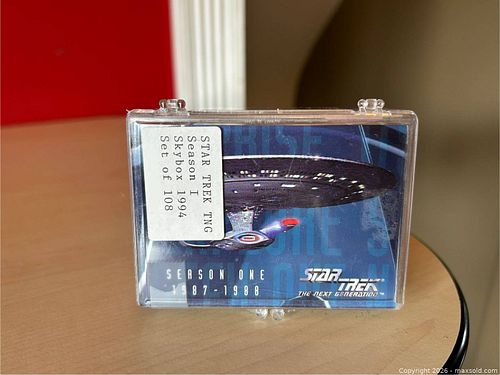 STAR TREK TNG
Season I
Skybox 1994
Set of 108
SEASON ONE
1987-1988
STAR TREK
THE NEXT GENERATION™
Copyright 2026 - maxsold.com